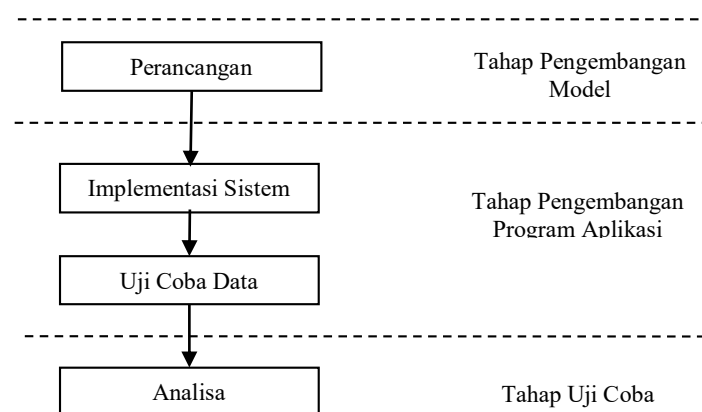 Perancangan
Tahap Pengembangan
Model
Implementasi Sistem
Tahap Pengembangan
Program Aplikasi
Uji Coba Data
Analisa
Tahap Uji Coba